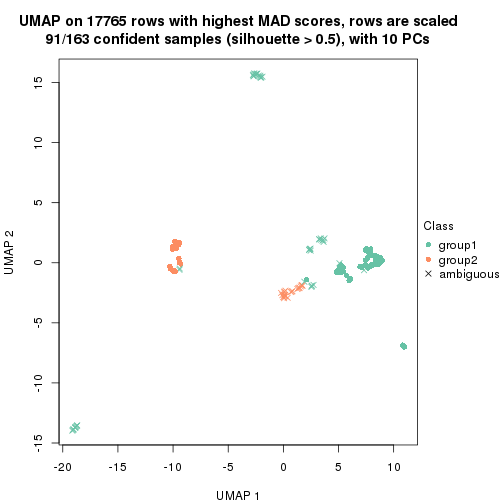 UMAP on 17765 rows with highest MAD scores, rows are scaled
91/163 confident samples (silhouette > 0.5), with 10 PCs
15
10
5
0
-5
-10
-15
UMAP 2
-20
-15
-10
-5
0
5
10
UMAP 1
Class
group1
group2
ambiguous